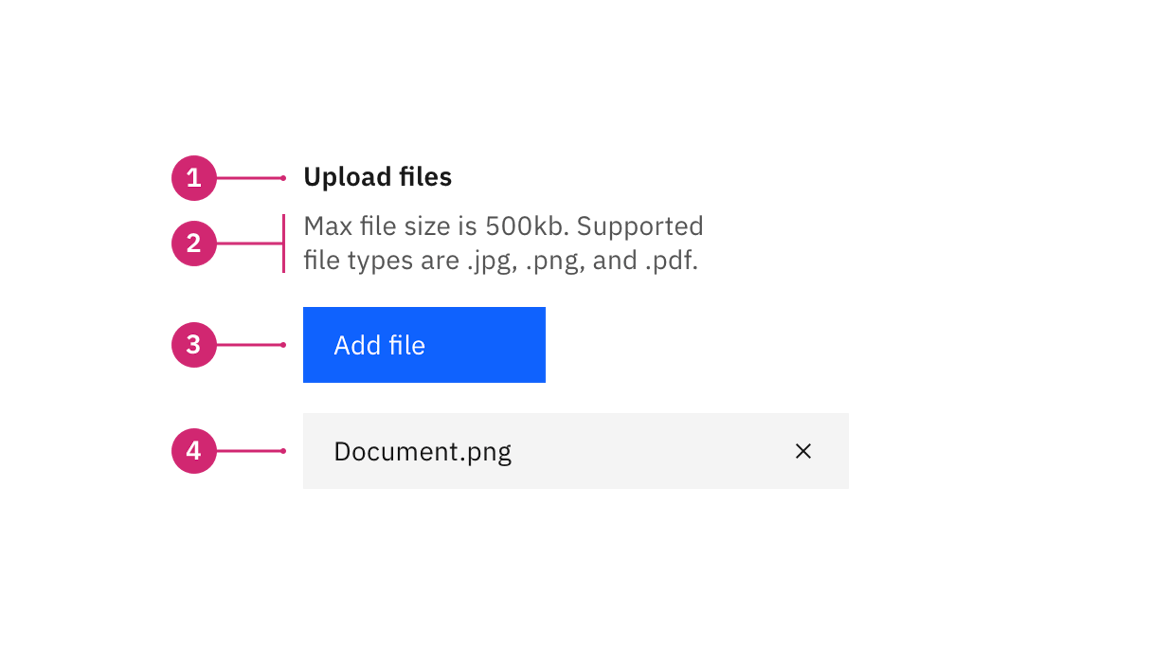 1 Upload files
2 Max file size is 500kb. Supported
file types are .jpg, .png, and .pdf.
3 Add file
4 Document.png